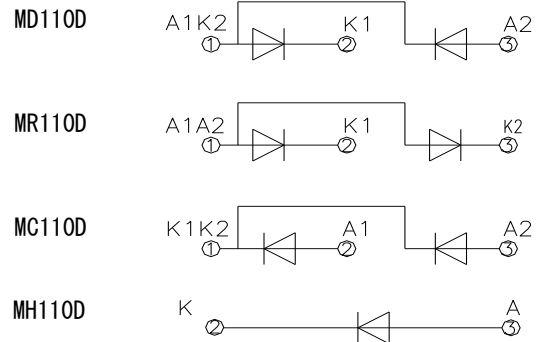 MD110D A1K2 K1 A2
1 2 3
MR110D A1A2 K1 K2
1 2 3
MC110D K1K2 A1 A2
1 2 3
MH110D K A
2 3